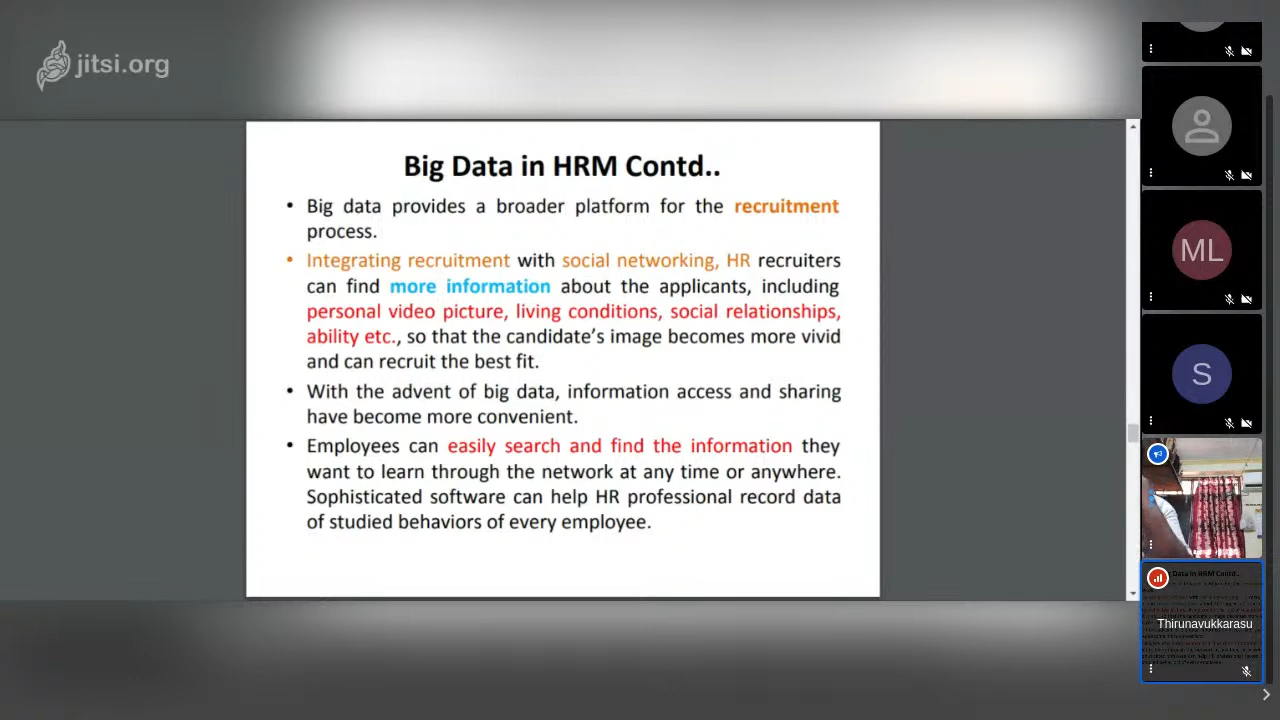 jitsi.org
Big Data in HRM Contd..
• Big data provides a broader platform for the recruitment
process.
• Integrating recruitment with social networking, HR recruiters
can find more information about the applicants, including
personal video picture, living conditions, social relationships,
ability etc., so that the candidate's image becomes more vivid
and can recruit the best fit.
• With the advent of big data, information access and sharing
have become more convenient.
• Employees can easily search and find the information they
want to learn through the network at any time or anywhere.
Sophisticated software can help HR professional record data
of studied behaviors of every employee.
ML
S
Data in HRM Contd..
Thirunavukkarasu